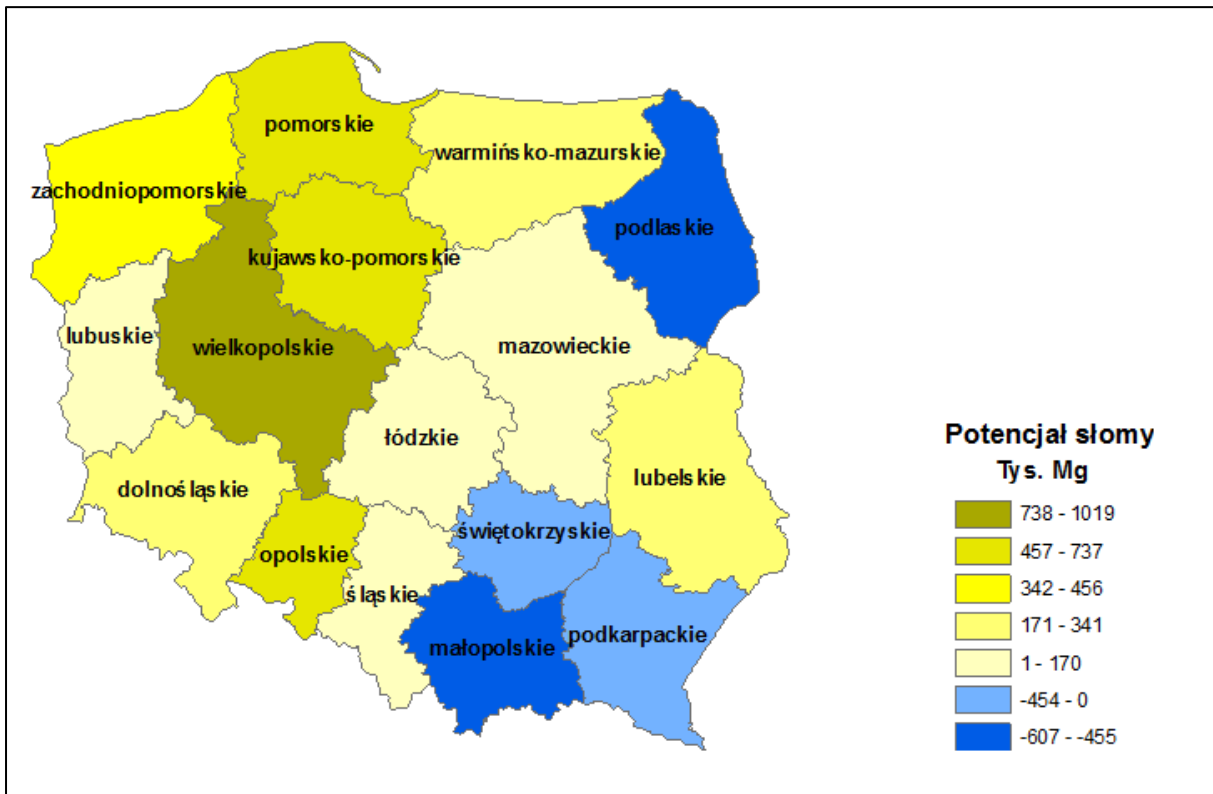 pomorskie
warmińsko-mazurskie
zachodniopomorskie
podlaskie
kujawsko-pomorskie
lubuskie
wielkopolskie
mazowieckie
łódzkie
dolnośląskie
lubelskie
świętokrzyskie
opolskie
śląskie
podkarpackie
małopolskie
Potencjał słomy
Tys. Mg
738 - 1019
457 - 737
342 - 456
171 - 341
1 - 170
-454 - 0
-607 - -455